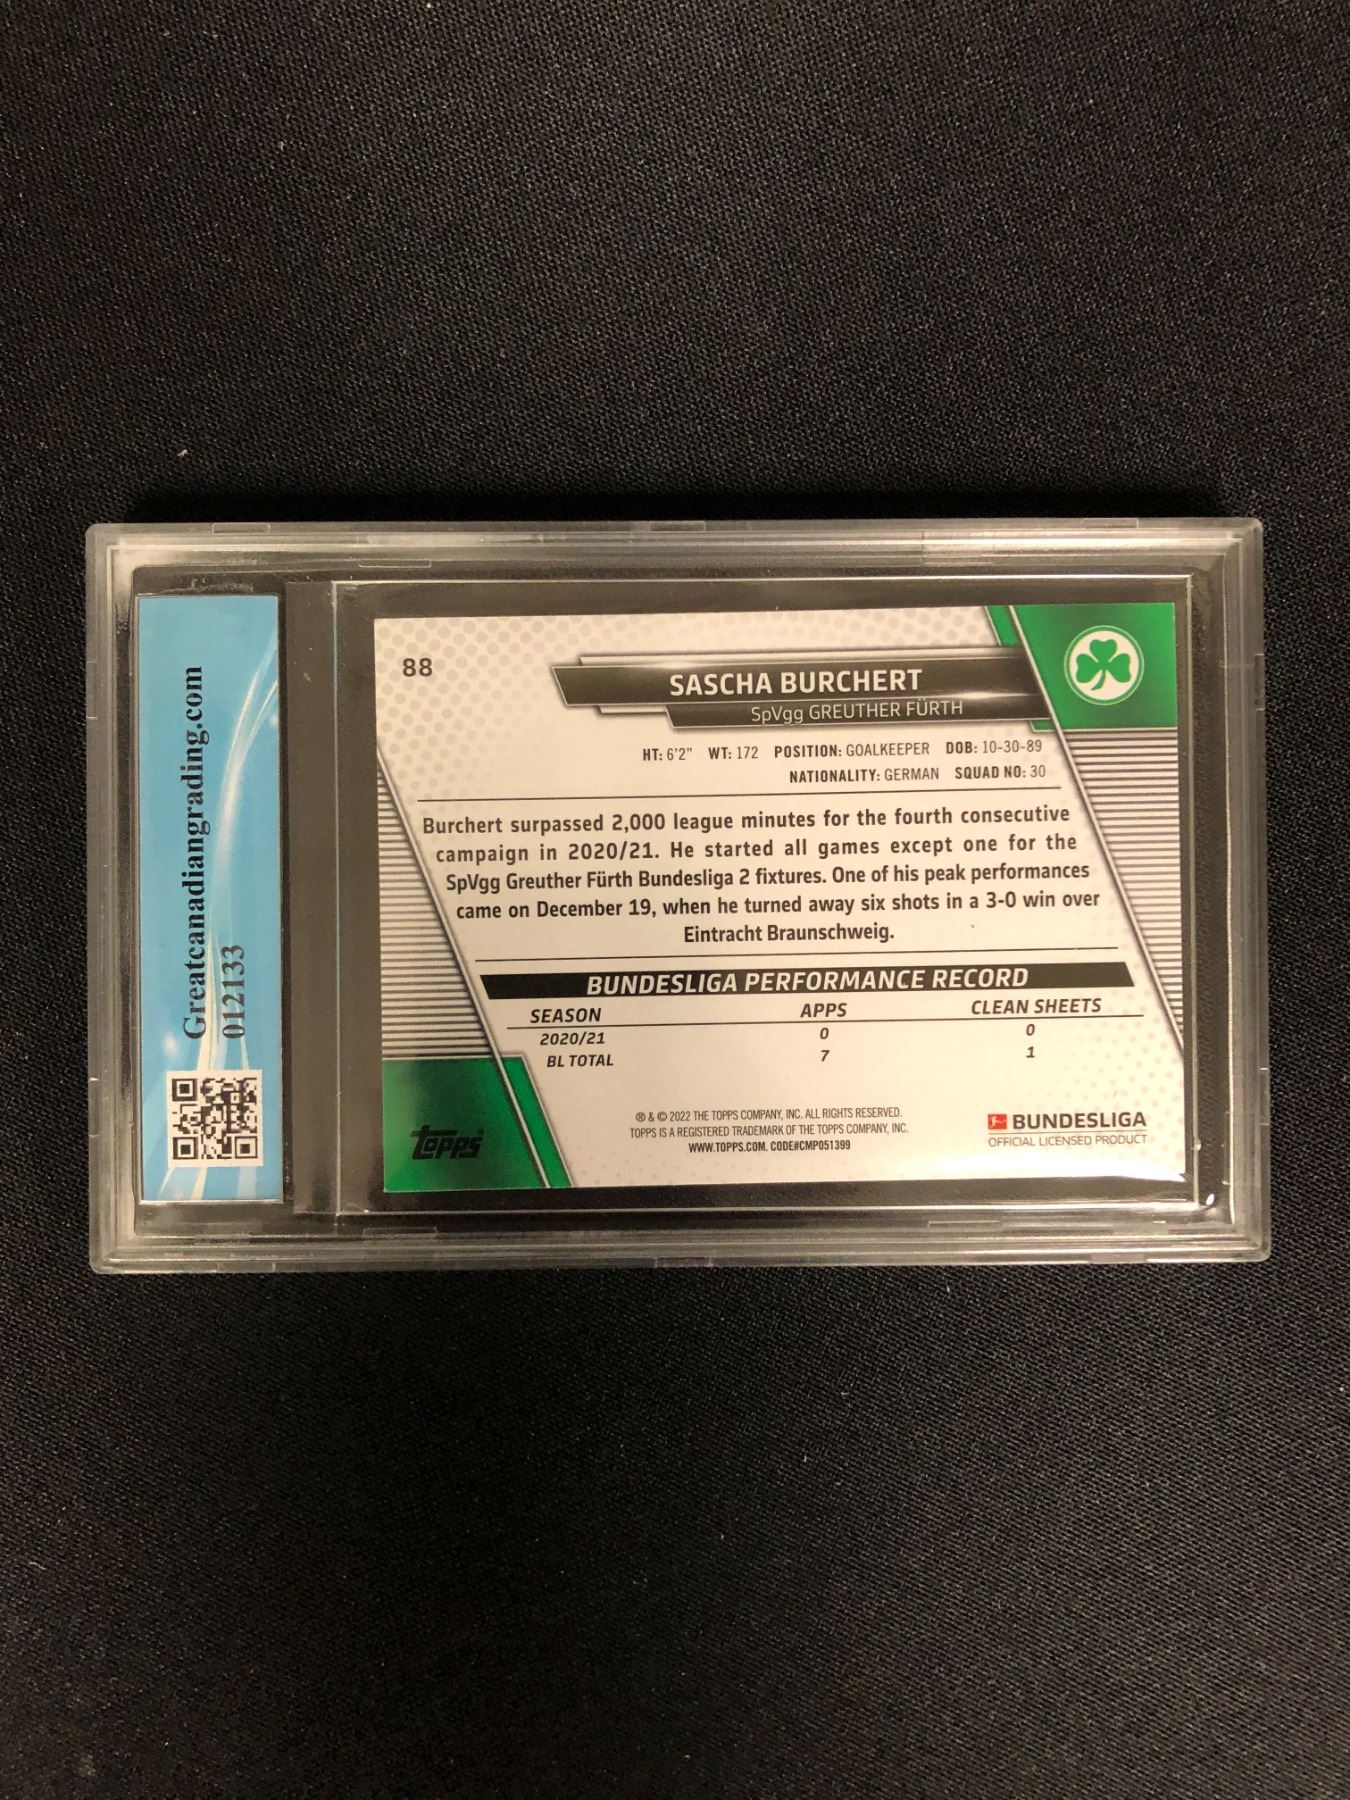 Greatcanadiangrading.com
012133
88
SASCHA BURCHERT
SpVgg GREUTHER FÜRTH
HT: 6'2" WT: 172 POSITION: GOALKEEPER DOB: 10-30-89
NATIONALITY: GERMAN SQUAD NO: 30
Burchert surpassed 2,000 league minutes for the fourth consecutive
campaign in 2020/21. He started all games except one for the
SpVgg Greuther Fürth Bundesliga 2 fixtures. One of his peak performances
came on December 19, when he turned away six shots in a 3-0 win over
Eintracht Braunschweig.
BUNDESLIGA PERFORMANCE RECORD
SEASON APPS CLEAN SHEETS
2020/21 0 0
BL TOTAL 7 1
® & © 2022 THE TOPPS COMPANY, INC. ALL RIGHTS RESERVED.
TOPPS IS A REGISTERED TRADEMARK OF THE TOPPS COMPANY, INC.
WWW.TOPPS.COM. CODE#CMP051399
topps
BUNDESLIGA
OFFICIAL LICENSED PRODUCT